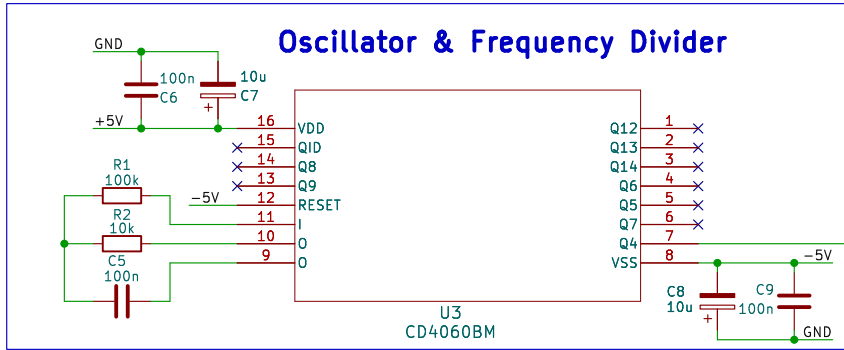 Oscillator & Frequency Divider
GND
100n
C6
10u
C7
+
+5V
16 VDD
15 QID
14 Q8
13 Q9
-5V 12 RESET
11 I
10 O
9 O
R1
100k
R2
10k
C5
100n
Q12 1
Q13 2
Q14 3
Q6 4
Q5 5
Q7 6
Q4 7
VSS 8
-5V
C8
10u
+
C9
100n
GND
U3
CD4060BM